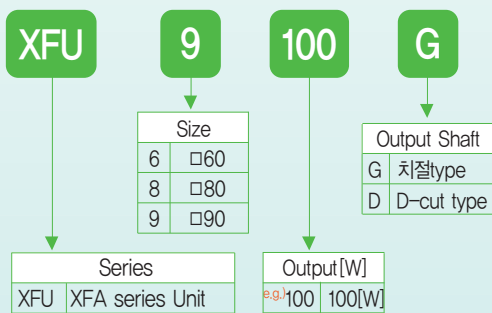 XFU 9 100 G
Size
6 □60
8 □80
9 □90
Output Shaft
G 치절type
D D-cut type
Series
XFU XFA series Unit
Output[W]
e.g.)100 100[W]